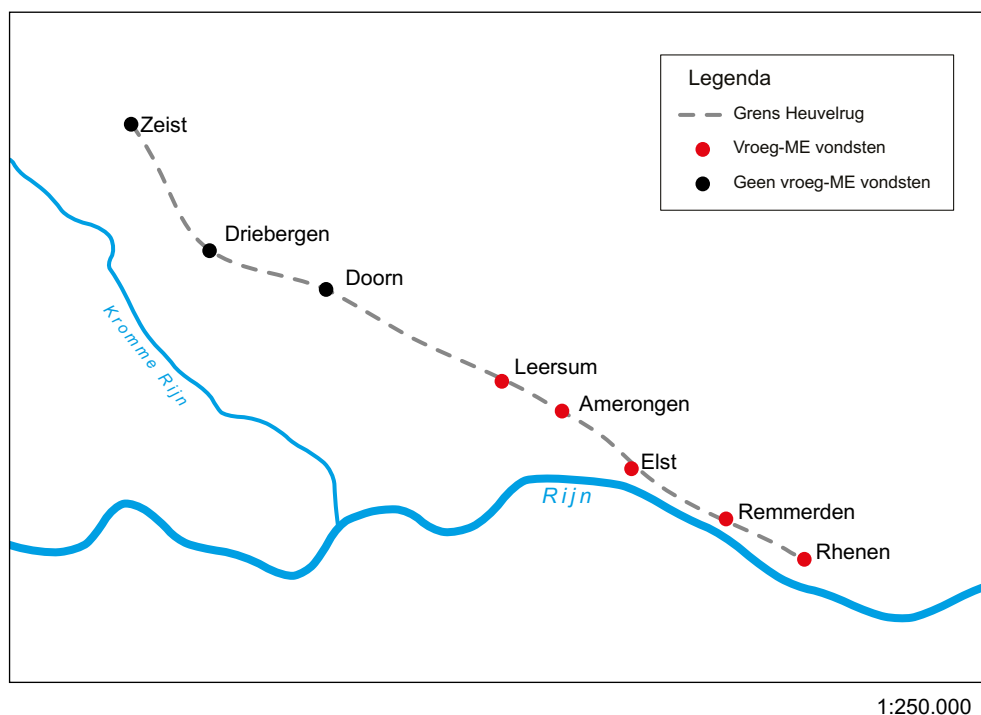 Legenda
Grens Heuvelrug
Vroeg-ME vondsten
Geen vroeg-ME vondsten
Zeist
Driebergen
Doorn
Kromme Rijn
Leersum
Amerongen
Elst
Rijn
Remmerden
Rhenen
1:250.000